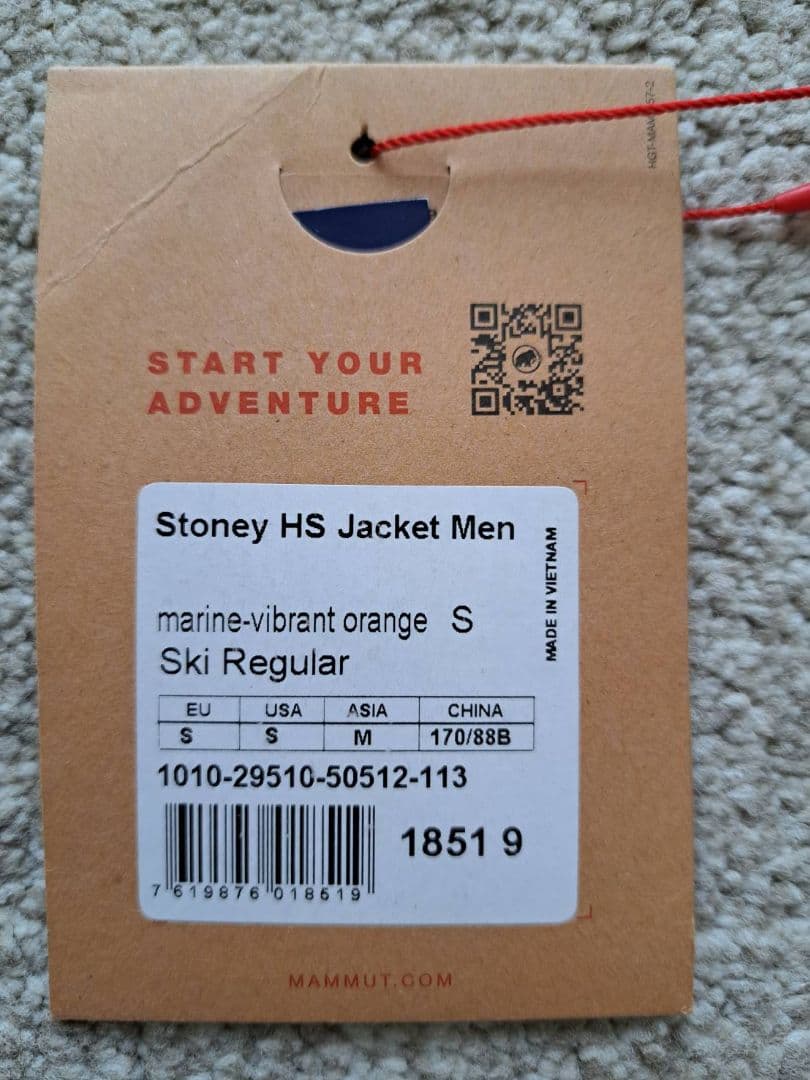 START YOUR
ADVENTURE
Stoney HS Jacket Men
MADE IN VIETNAM
marine-vibrant orange S
Ski Regular
EU USA ASIA CHINA
S S M 170/88B
1010-29510-50512-113
1851 9
7 619876 018519
MAMMUT.COM